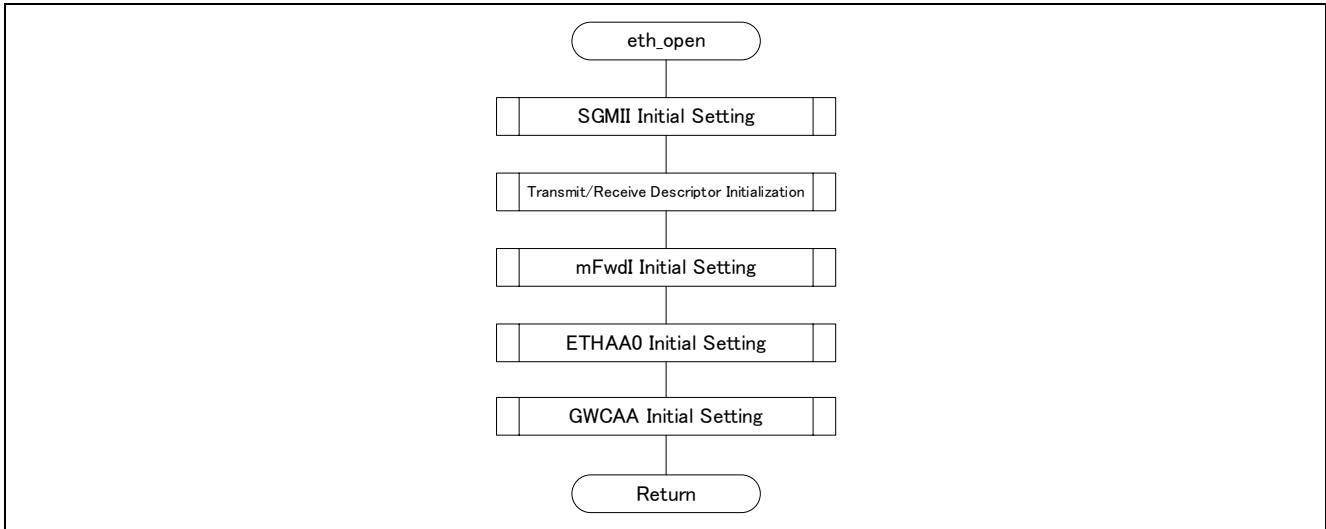 eth_open
SGMII Initial Setting
Transmit/Receive Descriptor Initialization
mFwdI Initial Setting
ETHAA0 Initial Setting
GWCAA Initial Setting
Return